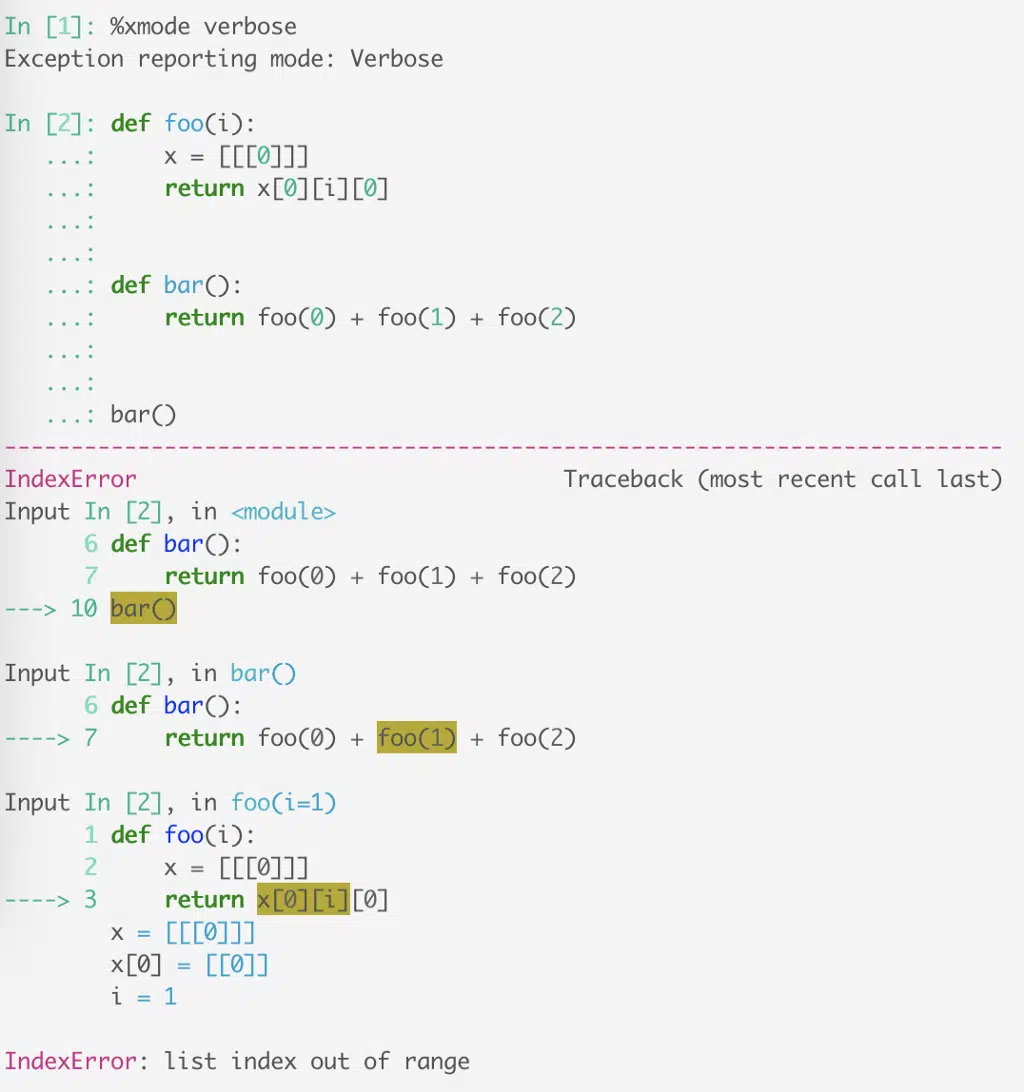 In [1]: %xmode verbose
Exception reporting mode: Verbose

In [2]: def foo(i):
   ...:     x = [[[0]]]
   ...:     return x[0][i][0]
   ...:
   ...:
   ...: def bar():
   ...:     return foo(0) + foo(1) + foo(2)
   ...:
   ...:
   ...: bar()
---------------------------------------------------------------------------
IndexError                                Traceback (most recent call last)
Input In [2], in <module>
      6 def bar():
      7     return foo(0) + foo(1) + foo(2)
---> 10 bar()

Input In [2], in bar()
      6 def bar():
----> 7     return foo(0) + foo(1) + foo(2)

Input In [2], in foo(i=1)
      1 def foo(i):
      2     x = [[[0]]]
----> 3     return x[0][i][0]
        x = [[[0]]]
        x[0] = [[0]]
        i = 1

IndexError: list index out of range